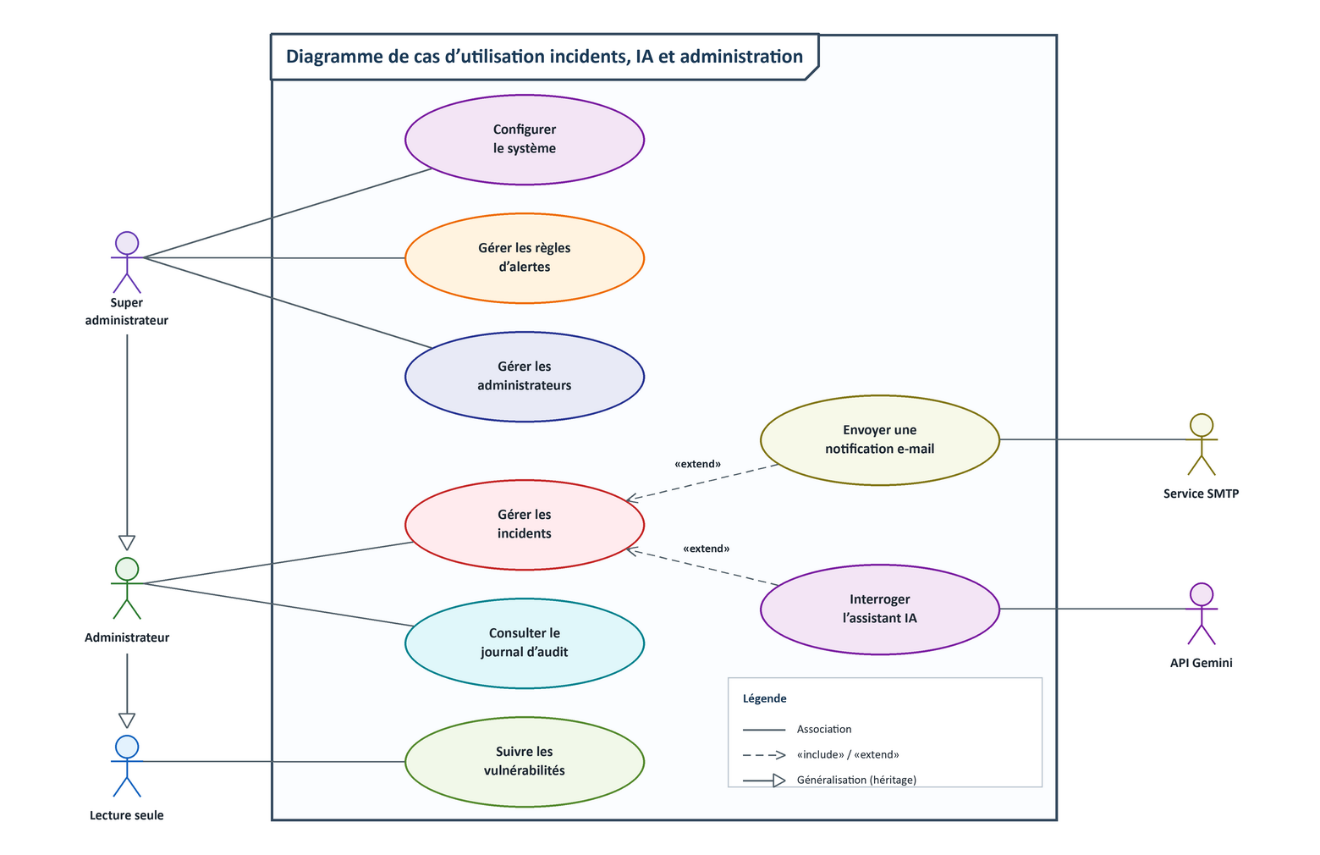 Diagramme de cas d’utilisation incidents, IA et administration
Configurer
le système
Gérer les règles
d’alertes
Super
administrateur
Gérer les
administrateurs
Envoyer une
notification e-mail
«extend»
Service SMTP
Gérer les
incidents
«extend»
Interroger
l’assistant IA
Administrateur
Consulter le
journal d’audit
API Gemini
Légende
Association
«include» / «extend»
Généralisation (héritage)
Suivre les
vulnérabilités
Lecture seule